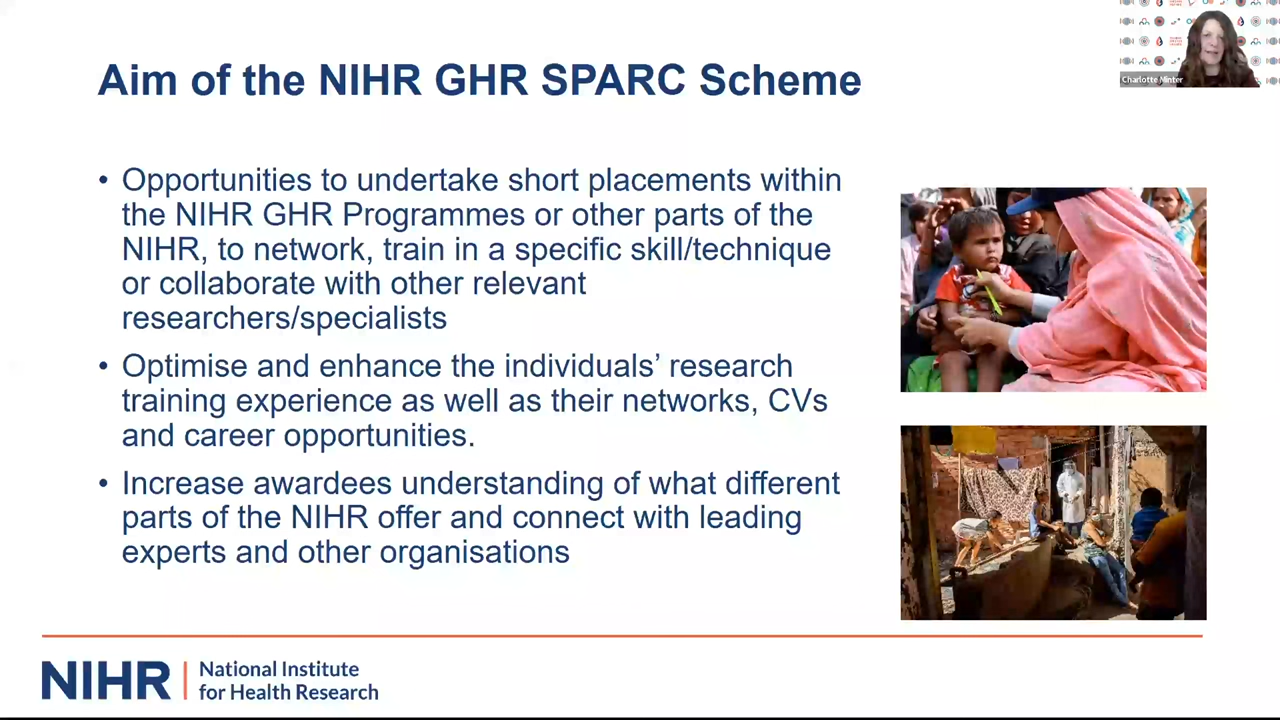 Aim of the NIHR GHR SPARC Scheme
Charlotte Minter
• Opportunities to undertake short placements within
the NIHR GHR Programmes or other parts of the
NIHR, to network, train in a specific skill/technique
or collaborate with other relevant
researchers/specialists
• Optimise and enhance the individuals’ research
training experience as well as their networks, CVs
and career opportunities.
• Increase awardees understanding of what different
parts of the NIHR offer and connect with leading
experts and other organisations
NIHR | National Institute
for Health Research